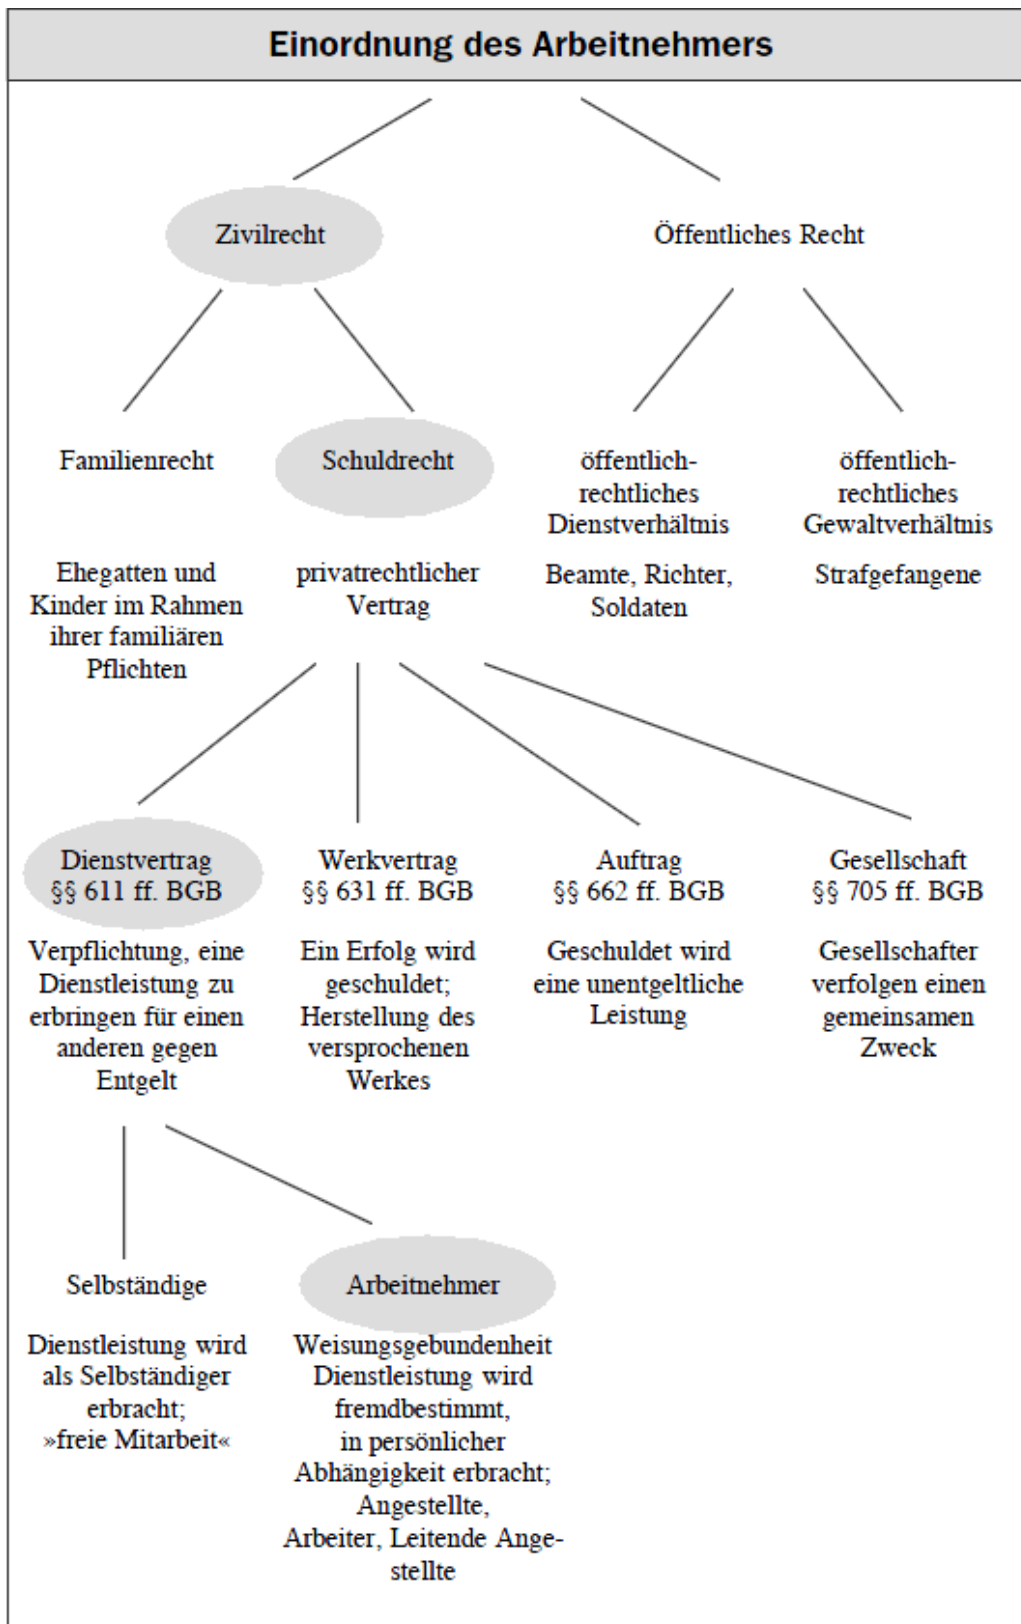 Einordnung des Arbeitnehmers
Zivilrecht
Öffentliches Recht
Familienrecht
Ehegatten und
Kinder im Rahmen
ihrer familiären
Pflichten
Schuldrecht
privatrechtlicher
Vertrag
öffentlich-
rechtliches
Dienstverhältnis
Beamte, Richter,
Soldaten
öffentlich-
rechtliches
Gewaltverhältnis
Strafgefangene
Dienstvertrag
§§ 611 ff. BGB
Verpflichtung, eine
Dienstleistung zu
erbringen für einen
anderen gegen
Entgelt
Werkvertrag
§§ 631 ff. BGB
Ein Erfolg wird
geschuldet;
Herstellung des
versprochenen
Werkes
Auftrag
§§ 662 ff. BGB
Geschuldet wird
eine unentgeltliche
Leistung
Gesellschaft
§§ 705 ff. BGB
Gesellschafter
verfolgen einen
gemeinsamen
Zweck
Selbständige
Dienstleistung wird
als Selbständiger
erbracht;
»freie Mitarbeit«
Arbeitnehmer
Weisungsgebundenheit
Dienstleistung wird
fremdbestimmt,
in persönlicher
Abhängigkeit erbracht;
Angestellte,
Arbeiter, Leitende Ange-
stellte